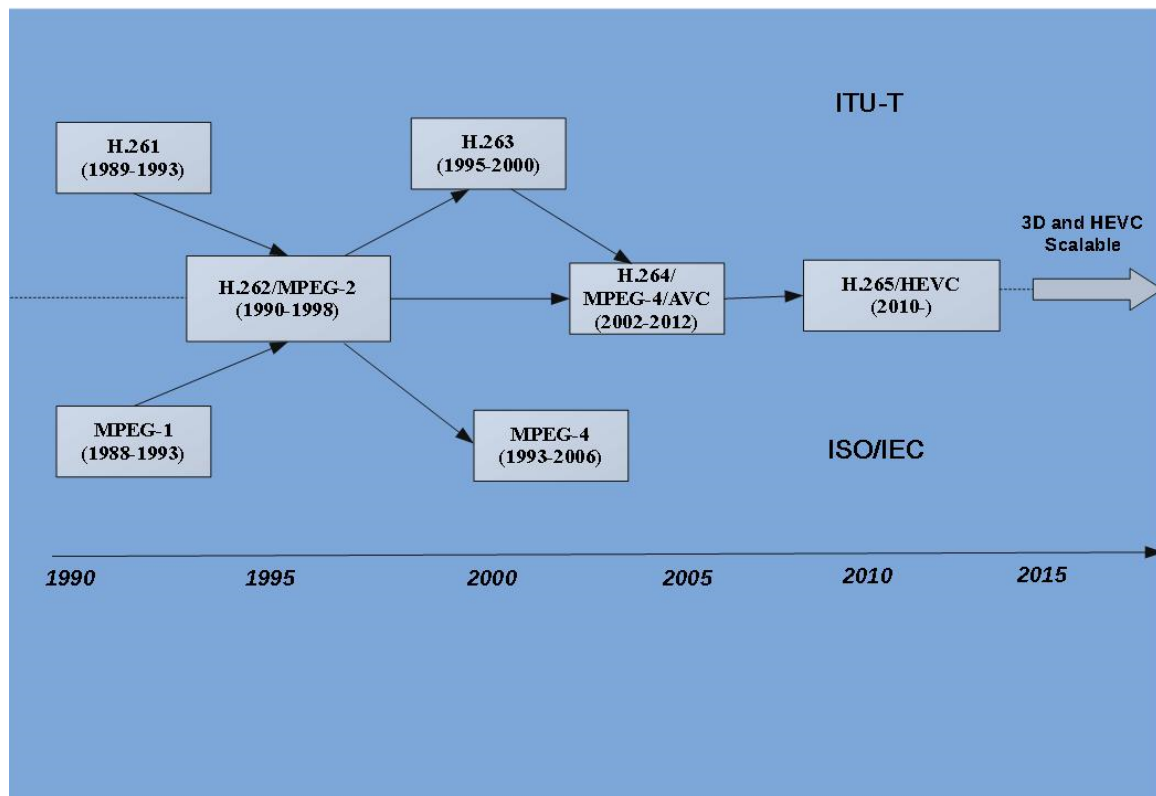 ITU-T
H.261
(1989-1993)
H.263
(1995-2000)
3D and HEVC
Scalable
H.262/MPEG-2
(1990-1998)
H.264/
MPEG-4/AVC
(2002-2012)
H.265/HEVC
(2010-)
MPEG-1
(1988-1993)
MPEG-4
(1993-2006)
ISO/IEC
1990 1995 2000 2005 2010 2015